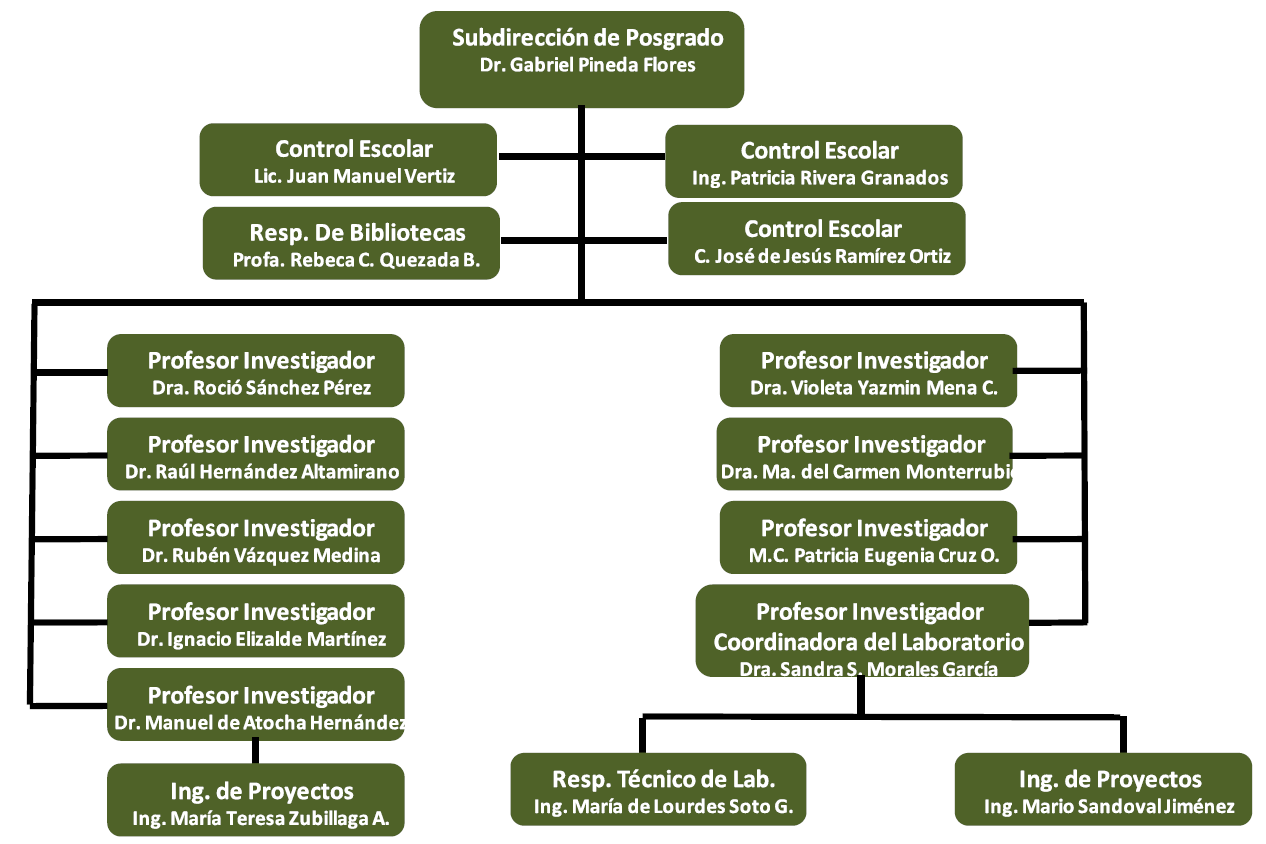 Subdirección de Posgrado
Dr. Gabriel Pineda Flores
Control Escolar
Lic. Juan Manuel Vertiz
Control Escolar
Ing. Patricia Rivera Granados
Resp. De Bibliotecas
Profa. Rebeca C. Quezada B.
Control Escolar
C. José de Jesús Ramírez Ortiz
Profesor Investigador
Dra. Roció Sánchez Pérez
Profesor Investigador
Dr. Raúl Hernández Altamirano
Profesor Investigador
Dr. Rubén Vázquez Medina
Profesor Investigador
Dr. Ignacio Elizalde Martínez
Profesor Investigador
Dr. Manuel de Atocha Hernández
Ing. de Proyectos
Ing. María Teresa Zubillaga A.
Profesor Investigador
Dra. Violeta Yazmin Mena C.
Profesor Investigador
Dra. Ma. del Carmen Monterrubio
Profesor Investigador
M.C. Patricia Eugenia Cruz O.
Profesor Investigador
Coordinadora del Laboratorio
Dra. Sandra S. Morales García
Resp. Técnico de Lab.
Ing. María de Lourdes Soto G.
Ing. de Proyectos
Ing. Mario Sandoval Jiménez